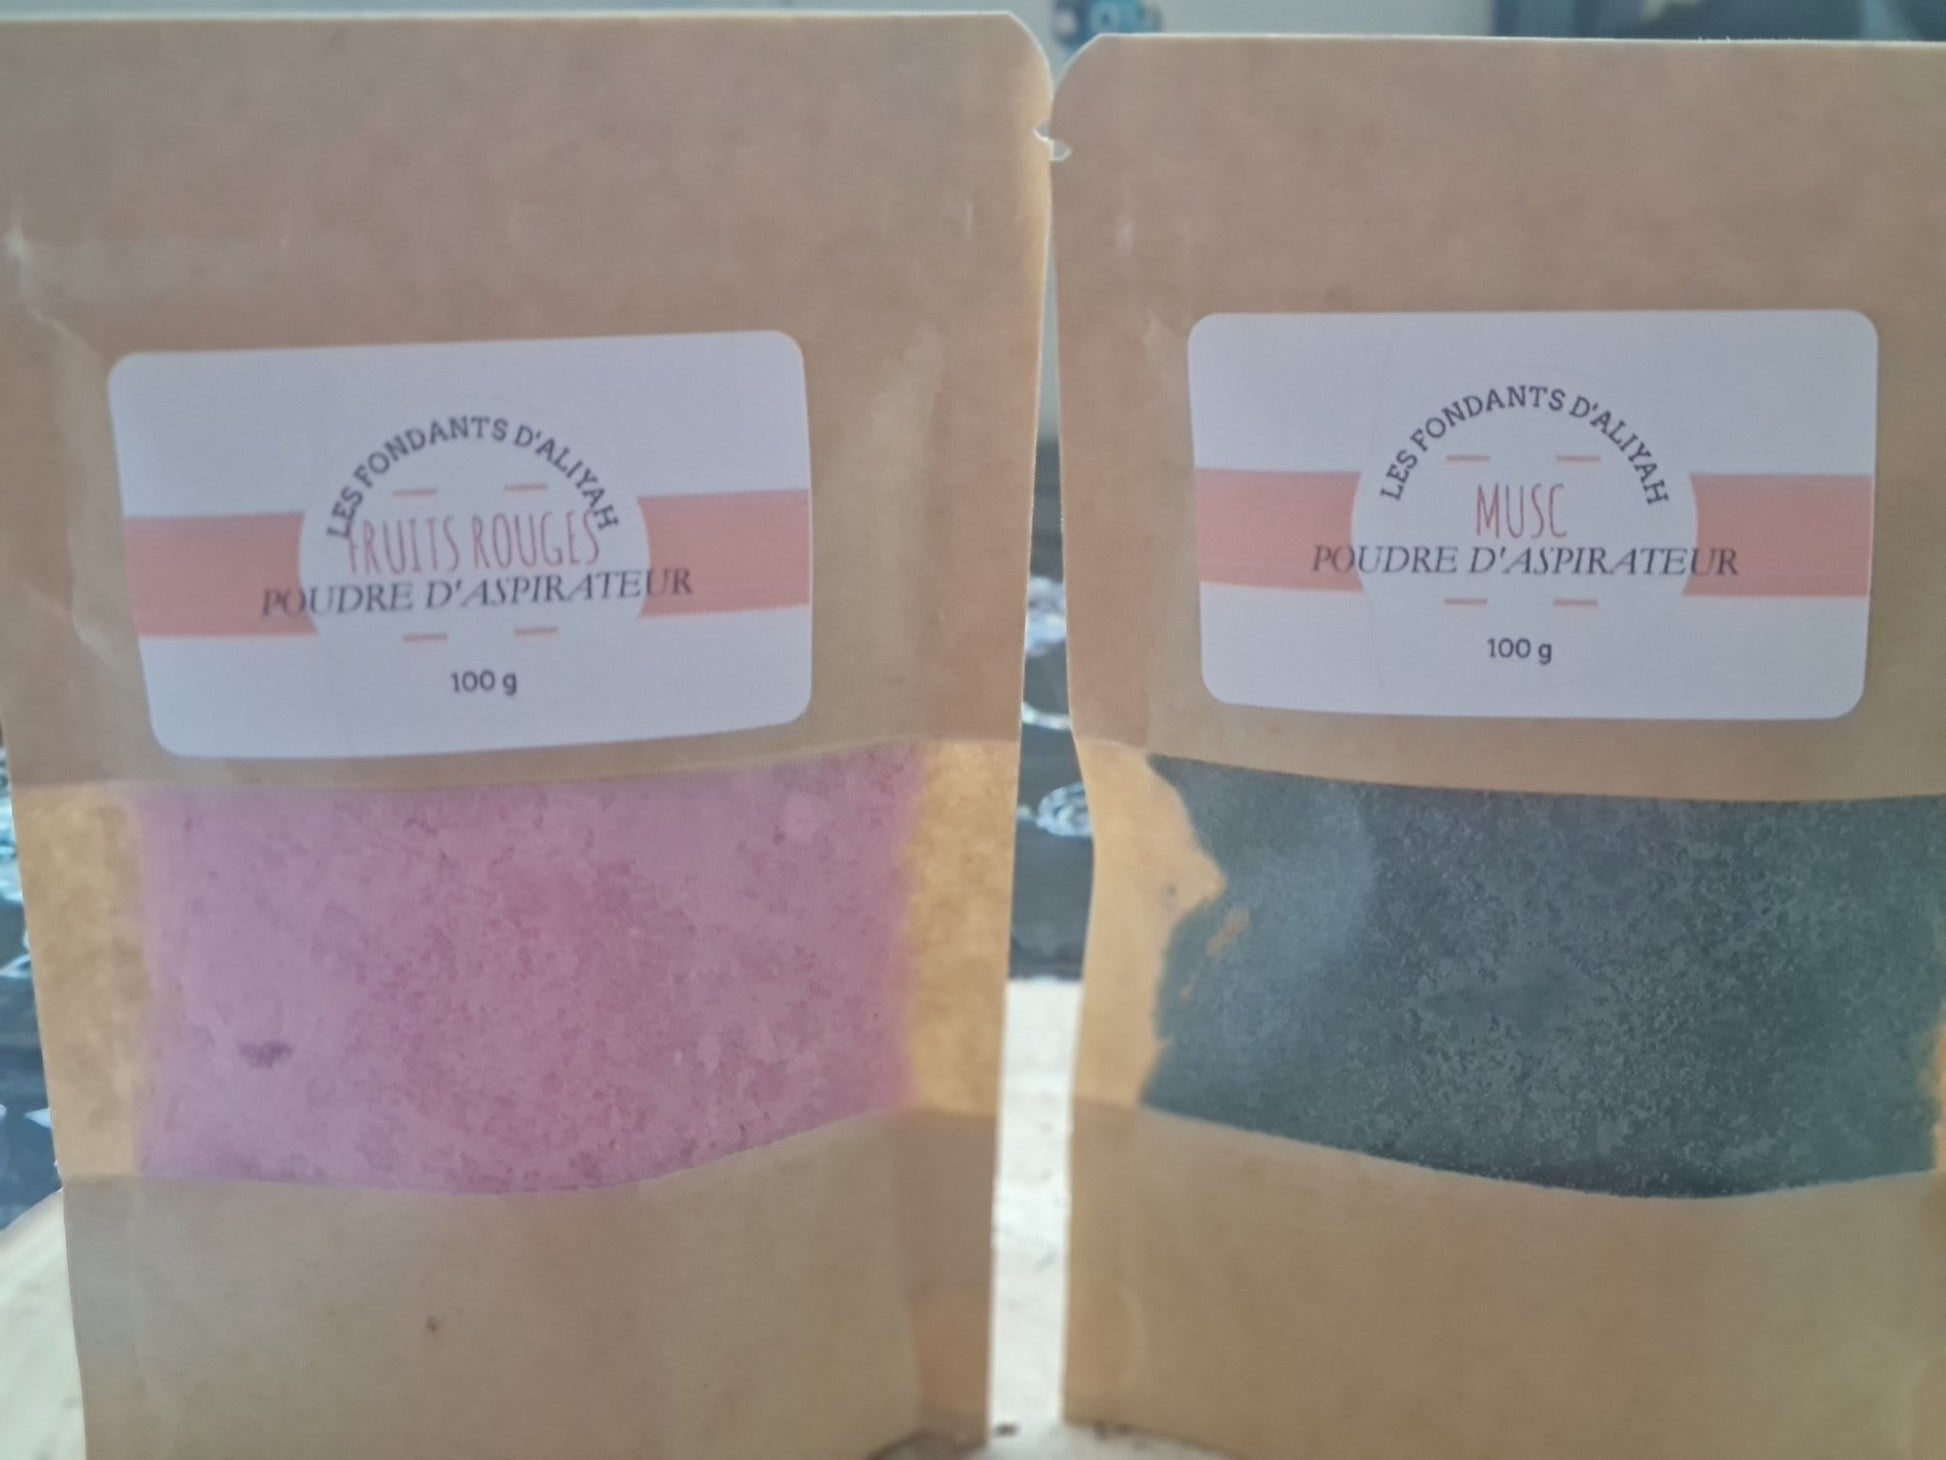 LES FONDANTS D'ALIYAH
FRUITS ROUGES
POUDRE D'ASPIRATEUR
100 g
LES FONDANTS D'ALIYAH
MUSC
POUDRE D'ASPIRATEUR
100 g